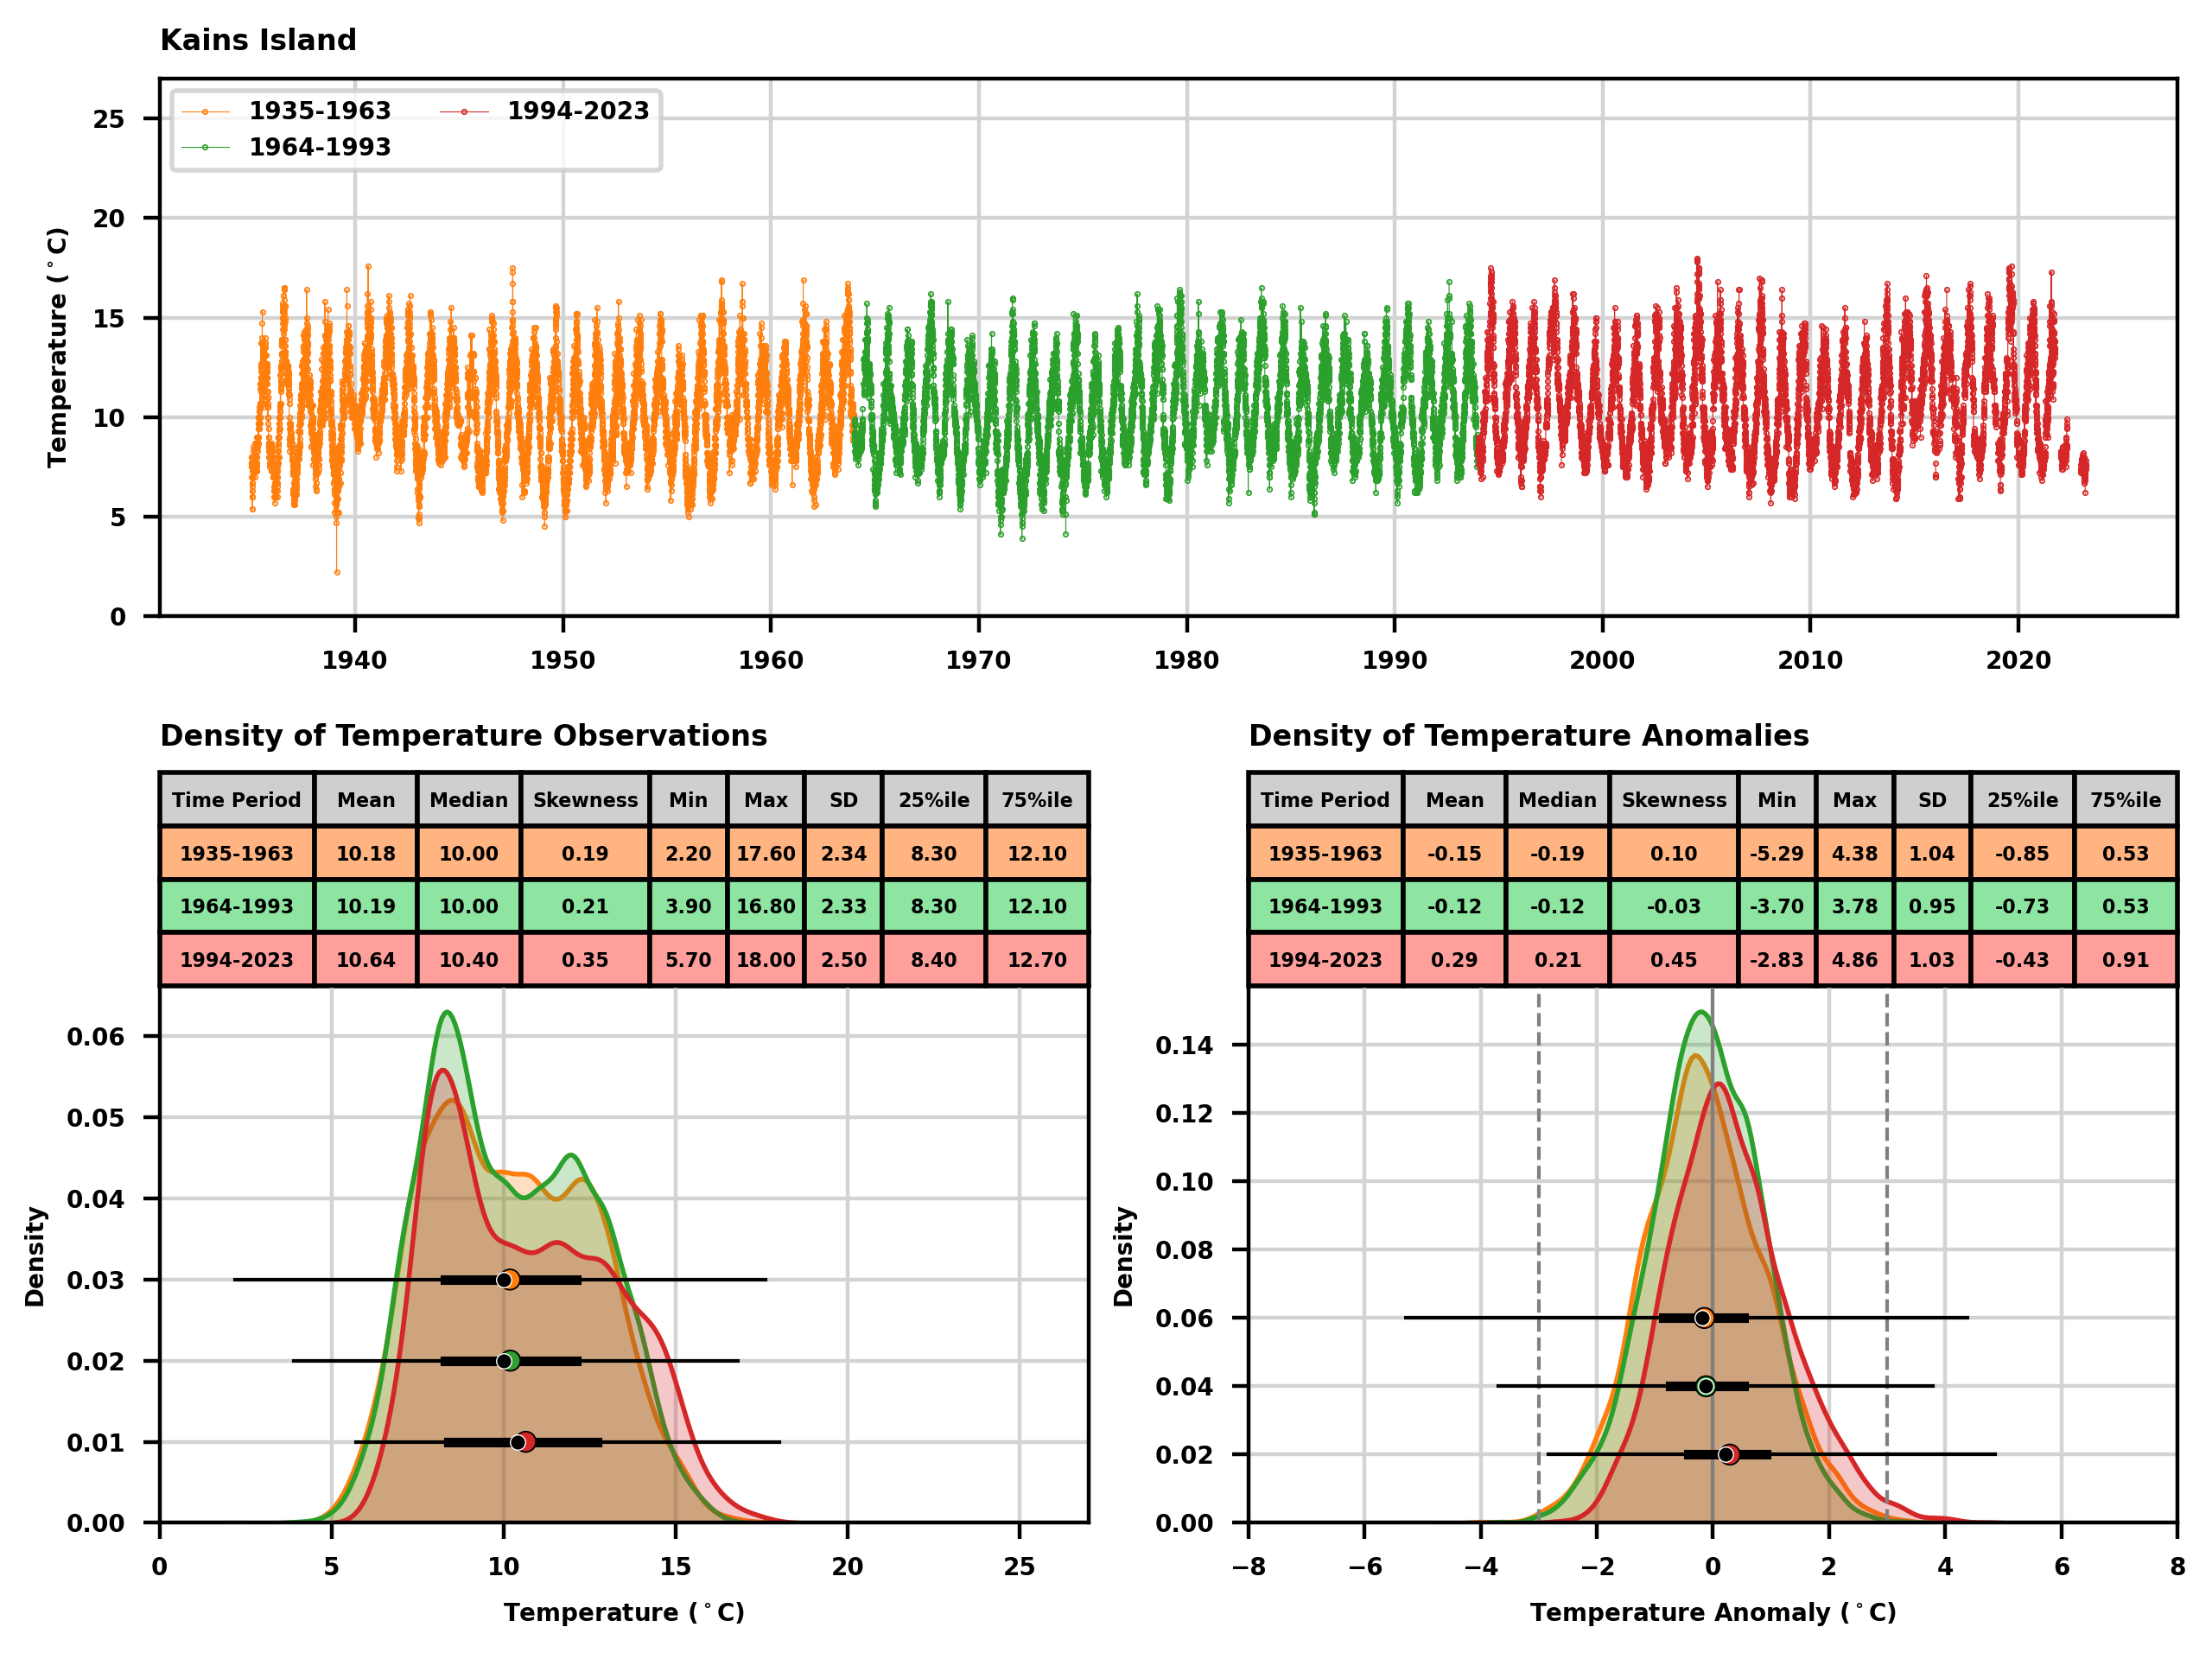 Kains Island
1935-1963 1994-2023
1964-1993
Temperature (°C)
25
20
15
10
5
0
1940 1950 1960 1970 1980 1990 2000 2010 2020
Density of Temperature Observations
Time Period Mean Median Skewness Min Max SD 25%ile 75%ile
1935-1963 10.18 10.00 0.19 2.20 17.60 2.34 8.30 12.10
1964-1993 10.19 10.00 0.21 3.90 16.80 2.33 8.30 12.10
1994-2023 10.64 10.40 0.35 5.70 18.00 2.50 8.40 12.70
Density
0.06
0.05
0.04
0.03
0.02
0.01
0.00
0 5 10 15 20 25
Temperature (°C)
Density of Temperature Anomalies
Time Period Mean Median Skewness Min Max SD 25%ile 75%ile
1935-1963 -0.15 -0.19 0.10 -5.29 4.38 1.04 -0.85 0.53
1964-1993 -0.12 -0.12 -0.03 -3.70 3.78 0.95 -0.73 0.53
1994-2023 0.29 0.21 0.45 -2.83 4.86 1.03 -0.43 0.91
Density
0.14
0.12
0.10
0.08
0.06
0.04
0.02
0.00
−8 −6 −4 −2 0 2 4 6 8
Temperature Anomaly (°C)